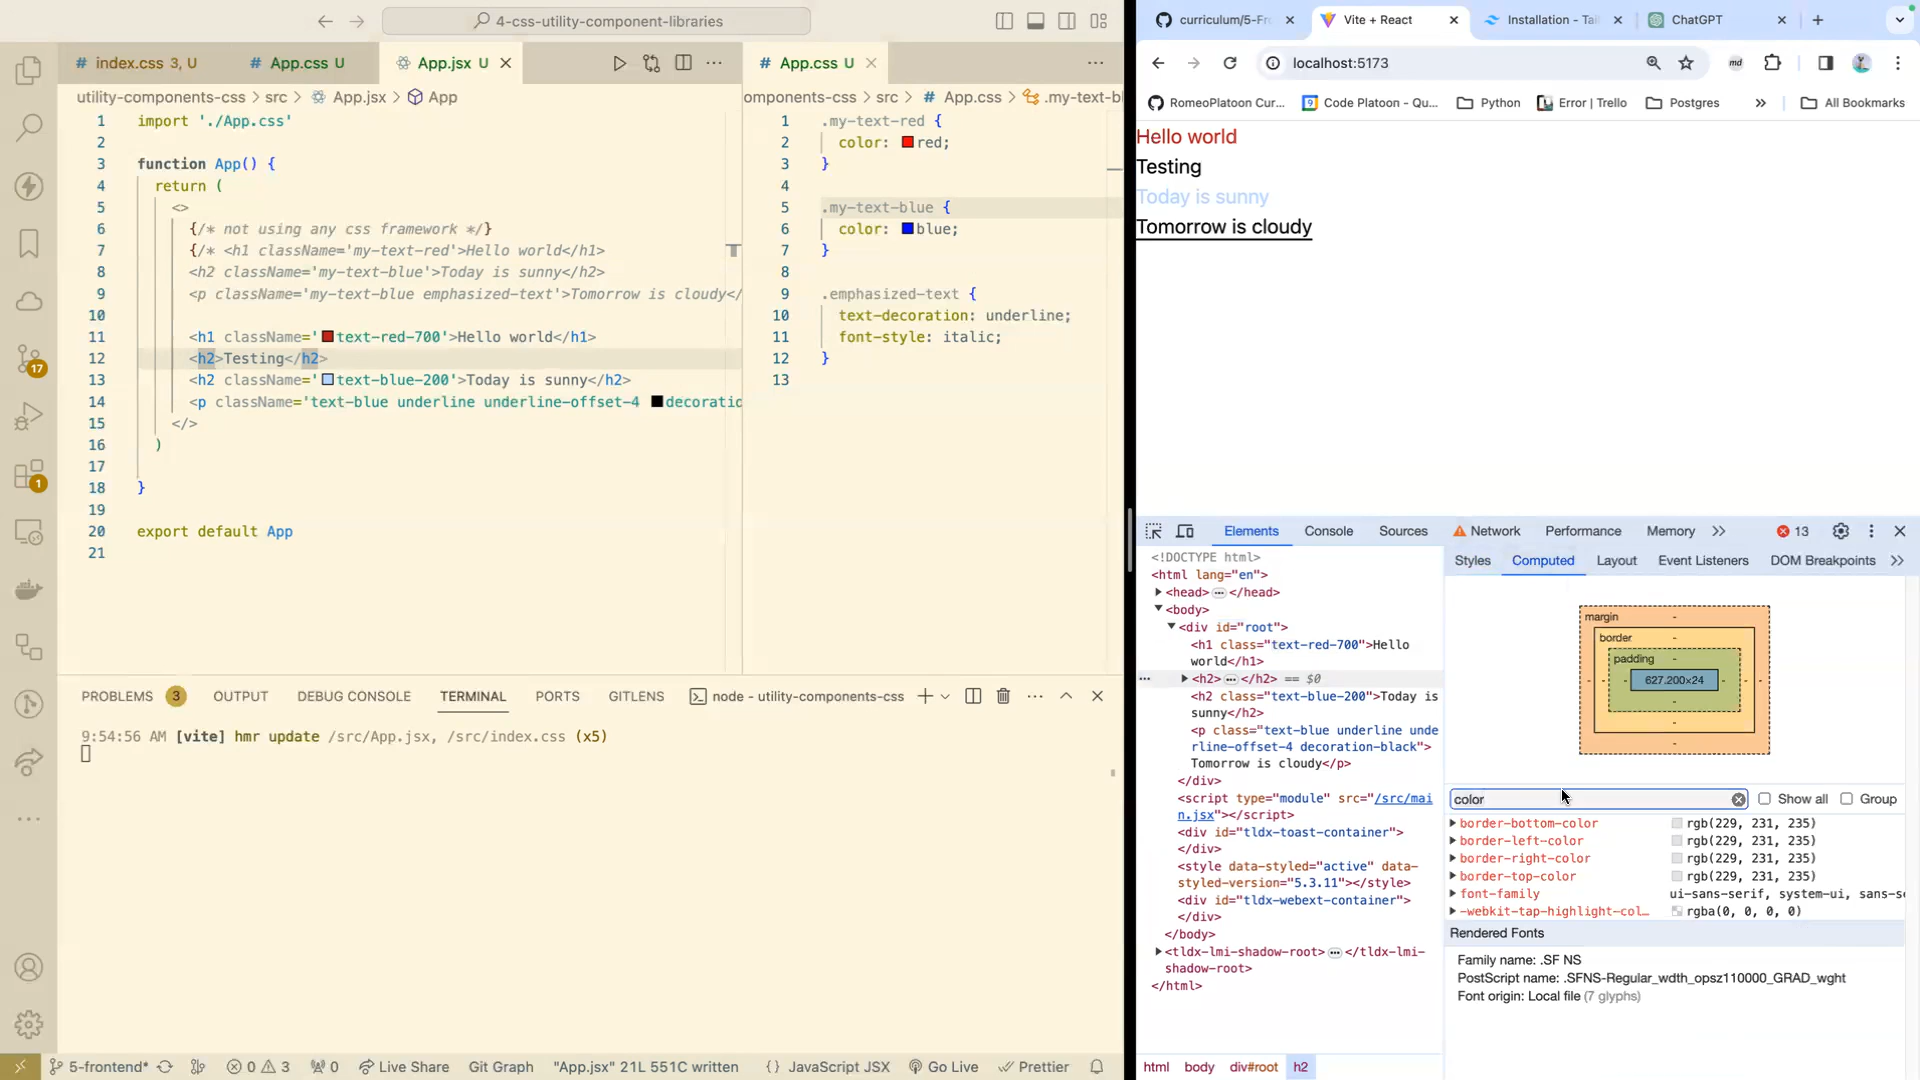 4-css-utility-component-libraries
index.css 3, U
App.css U
App.jsx U
utility-components-css > src > App.jsx > App
1 import './App.css'
2
3 function App() {
4 return (
5 <>
6 {/* not using any css framework */}
7 {/* <h1 className='my-text-red'>Hello world</h1>
8 <h2 className='my-text-blue'>Today is sunny</h2>
9 <p className='my-text-blue emphasized-text'>Tomorrow is cloudy</
10
11 <h1 className='text-red-700'>Hello world</h1>
12 <h2>Testing</h2>
13 <h2 className='text-blue-200'>Today is sunny</h2>
14 <p className='text-blue underline underline-offset-4 decoratio
15 </>
16 )
17
18 }
19
20 export default App
21
App.css U
omponents-css > src > # App.css > .my-text-bl
1 .my-text-red {
2 color: red;
3 }
4
5 .my-text-blue {
6 color: blue;
7 }
8
9 .emphasized-text {
10 text-decoration: underline;
11 font-style: italic;
12 }
13
PROBLEMS 3 OUTPUT DEBUG CONSOLE TERMINAL PORTS GITLENS node - utility-components-css
9:54:56 AM [vite] hmr update /src/App.jsx, /src/index.css (x5)
17
1
5-frontend* 0 3 0 Live Share Git Graph "App.jsx" 21L 551C written {} JavaScript JSX Go Live Prettier
curriculum/5-Fr
Vite + React
Installation - Tai
ChatGPT
localhost:5173
RomeoPlatoon Cur...
Code Platoon - Qu...
Python
Error | Trello
Postgres
All Bookmarks
Hello world
Testing
Today is sunny
Tomorrow is cloudy
Elements Console Sources Network Performance Memory 13
<!DOCTYPE html>
<html lang="en">
<head> </head>
<body>
<div id="root">
<h1 class="text-red-700">Hello
world</h1>
<h2> </h2> == $0
<h2 class="text-blue-200">Today is
sunny</h2>
<p class="text-blue underline unde
rline-offset-4 decoration-black">
Tomorrow is cloudy</p>
</div>
<script type="module" src="/src/mai
n.jsx"></script>
<div id="tldx-toast-container">
</div>
<style data-styled="active" data-
styled-version="5.3.11"></style>
<div id="tldx-webext-container">
</div>
</body>
<tldx-lmi-shadow-root> </tldx-lmi-
shadow-root>
</html>
html body div#root h2
Styles Computed Layout Event Listeners DOM Breakpoints
margin -
border -
padding -
627.200×24
color
Show all
Group
border-bottom-color rgb(229, 231, 235)
border-left-color rgb(229, 231, 235)
border-right-color rgb(229, 231, 235)
border-top-color rgb(229, 231, 235)
font-family ui-sans-serif, system-ui, sans-se
-webkit-tap-highlight-col... rgba(0, 0, 0, 0)
Rendered Fonts
Family name: .SF NS
PostScript name: .SFNS-Regular_wdth_opsz110000_GRAD_wght
Font origin: Local file (7 glyphs)